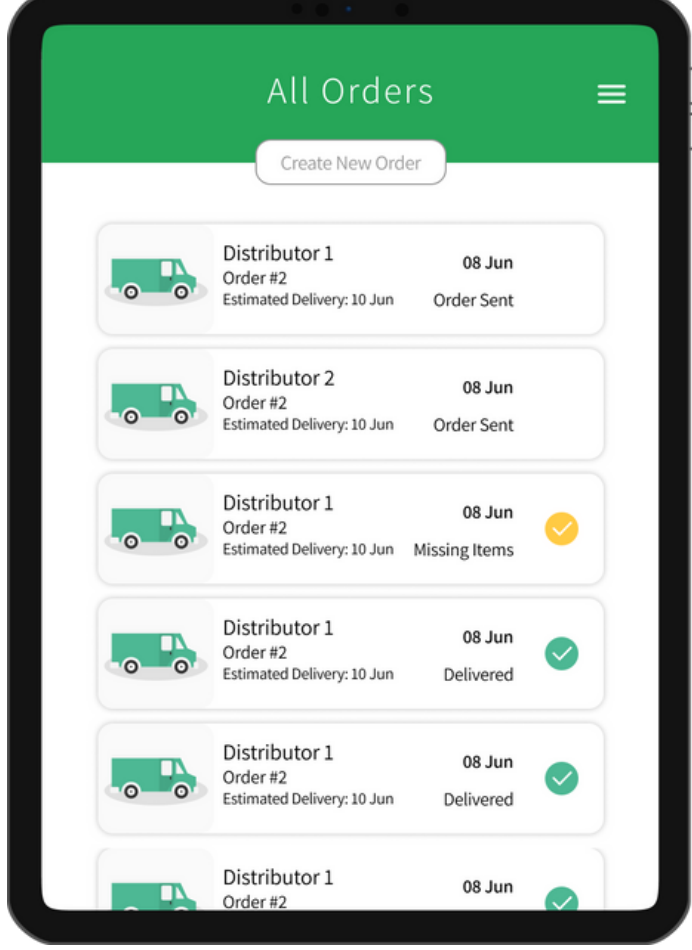 All Orders
Create New Order
Distributor 1
Order #2
Estimated Delivery: 10 Jun
08 Jun
Order Sent
Distributor 2
Order #2
Estimated Delivery: 10 Jun
08 Jun
Order Sent
Distributor 1
Order #2
Estimated Delivery: 10 Jun
08 Jun
Missing Items
Distributor 1
Order #2
Estimated Delivery: 10 Jun
08 Jun
Delivered
Distributor 1
Order #2
Estimated Delivery: 10 Jun
08 Jun
Delivered
Distributor 1
Order #2
08 Jun